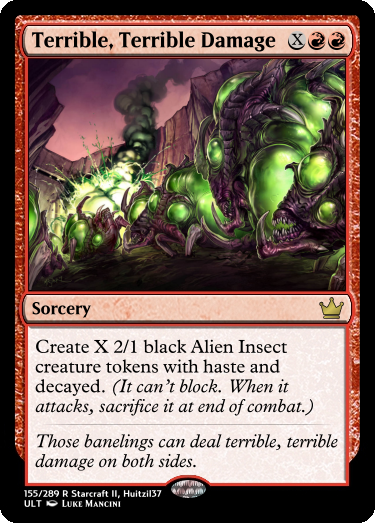 Terrible, Terrible Damage X
Sorcery
Create X 2/1 black Alien Insect
creature tokens with haste and
decayed. (It can't block. When it
attacks, sacrifice it at end of combat.)
Those banelings can deal terrible, terrible
damage on both sides.
155/289 R Starcraft II, Huitzil37
ULT Luke Mancini